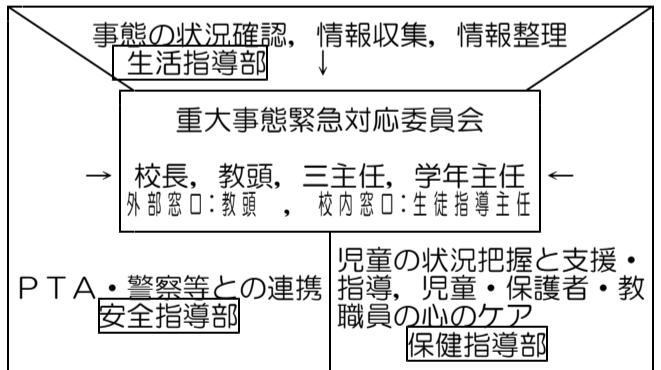 事態の状況確認,情報収集,情報整理
生活指導部 ↓
重大事態緊急対応委員会
→ 校長,教頭,三主任,学年主任 ←
外部窓口:教頭 , 校内窓口:生徒指導主任
PTA・警察等との連携
安全指導部
児童の状況把握と支援・
指導,児童・保護者・教
職員の心のケア
保健指導部